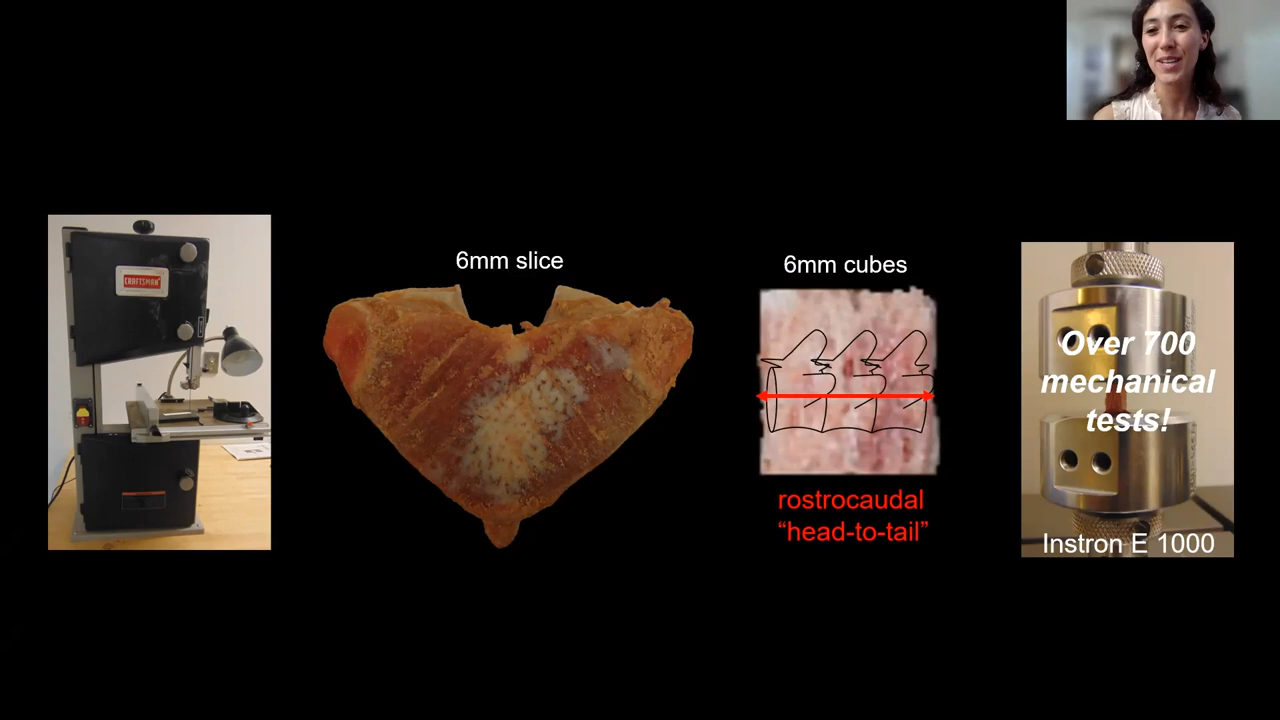 CRAFTSMAN
6mm slice
6mm cubes
rostrocaudal
“head-to-tail”
Over 700
mechanical
tests!
Instron E 1000